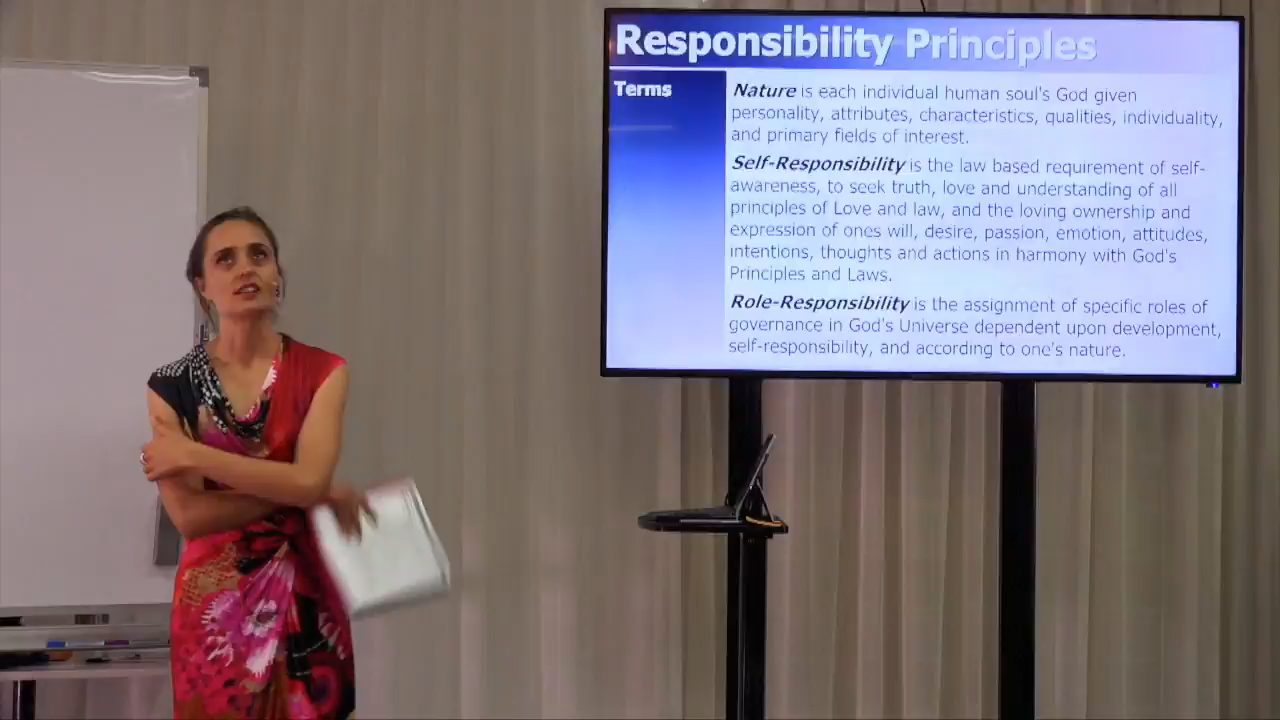 Responsibility Principles
Terms
Nature is each individual human soul's God given
personality, attributes, characteristics, qualities, individuality,
and primary fields of interest.
Self-Responsibility is the law based requirement of self-
awareness, to seek truth, love and understanding of all
principles of Love and law, and the loving ownership and
expression of ones will, desire, passion, emotion, attitudes,
intentions, thoughts and actions in harmony with God's
Principles and Laws.
Role-Responsibility is the assignment of specific roles of
governance in God's Universe dependent upon development,
self-responsibility, and according to one's nature.